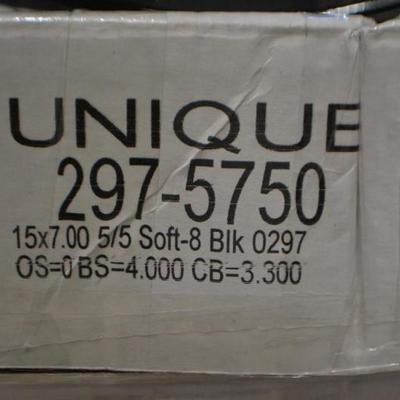 UNIQUE
297-5750
15x7.00 5/5 Soft-8 Blk 0297
OS=0 BS=4.000 CB=3.300